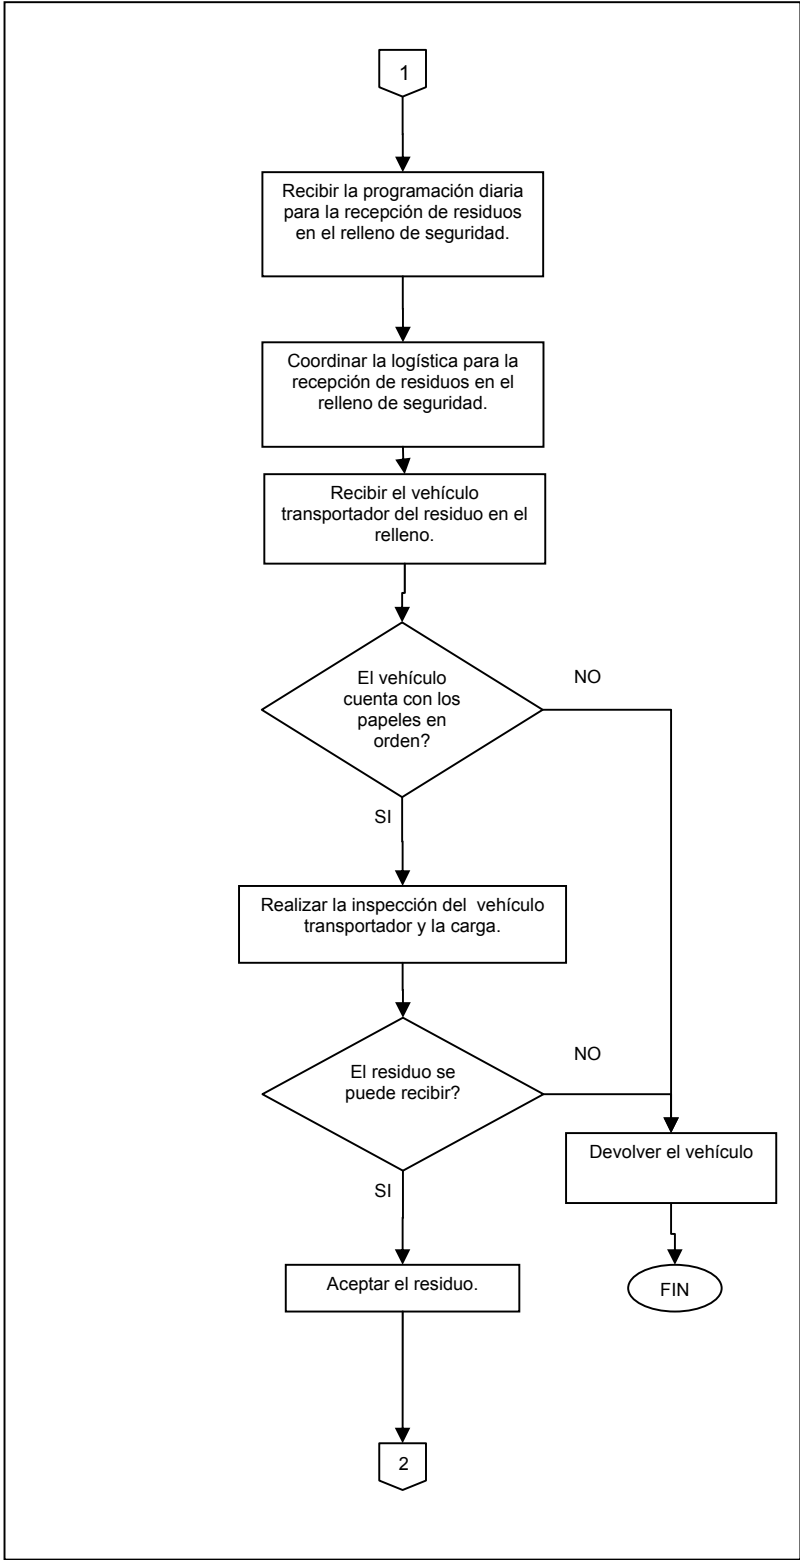 1
Recibir la programación diaria
para la recepción de residuos
en el relleno de seguridad.
Coordinar la logística para la
recepción de residuos en el
relleno de seguridad.
Recibir el vehículo
transportador del residuo en el
relleno.
El vehículo
cuenta con los
papeles en
orden?
NO
SI
Realizar la inspección del vehículo
transportador y la carga.
El residuo se
puede recibir?
NO
SI
Devolver el vehículo
Aceptar el residuo.
FIN
2